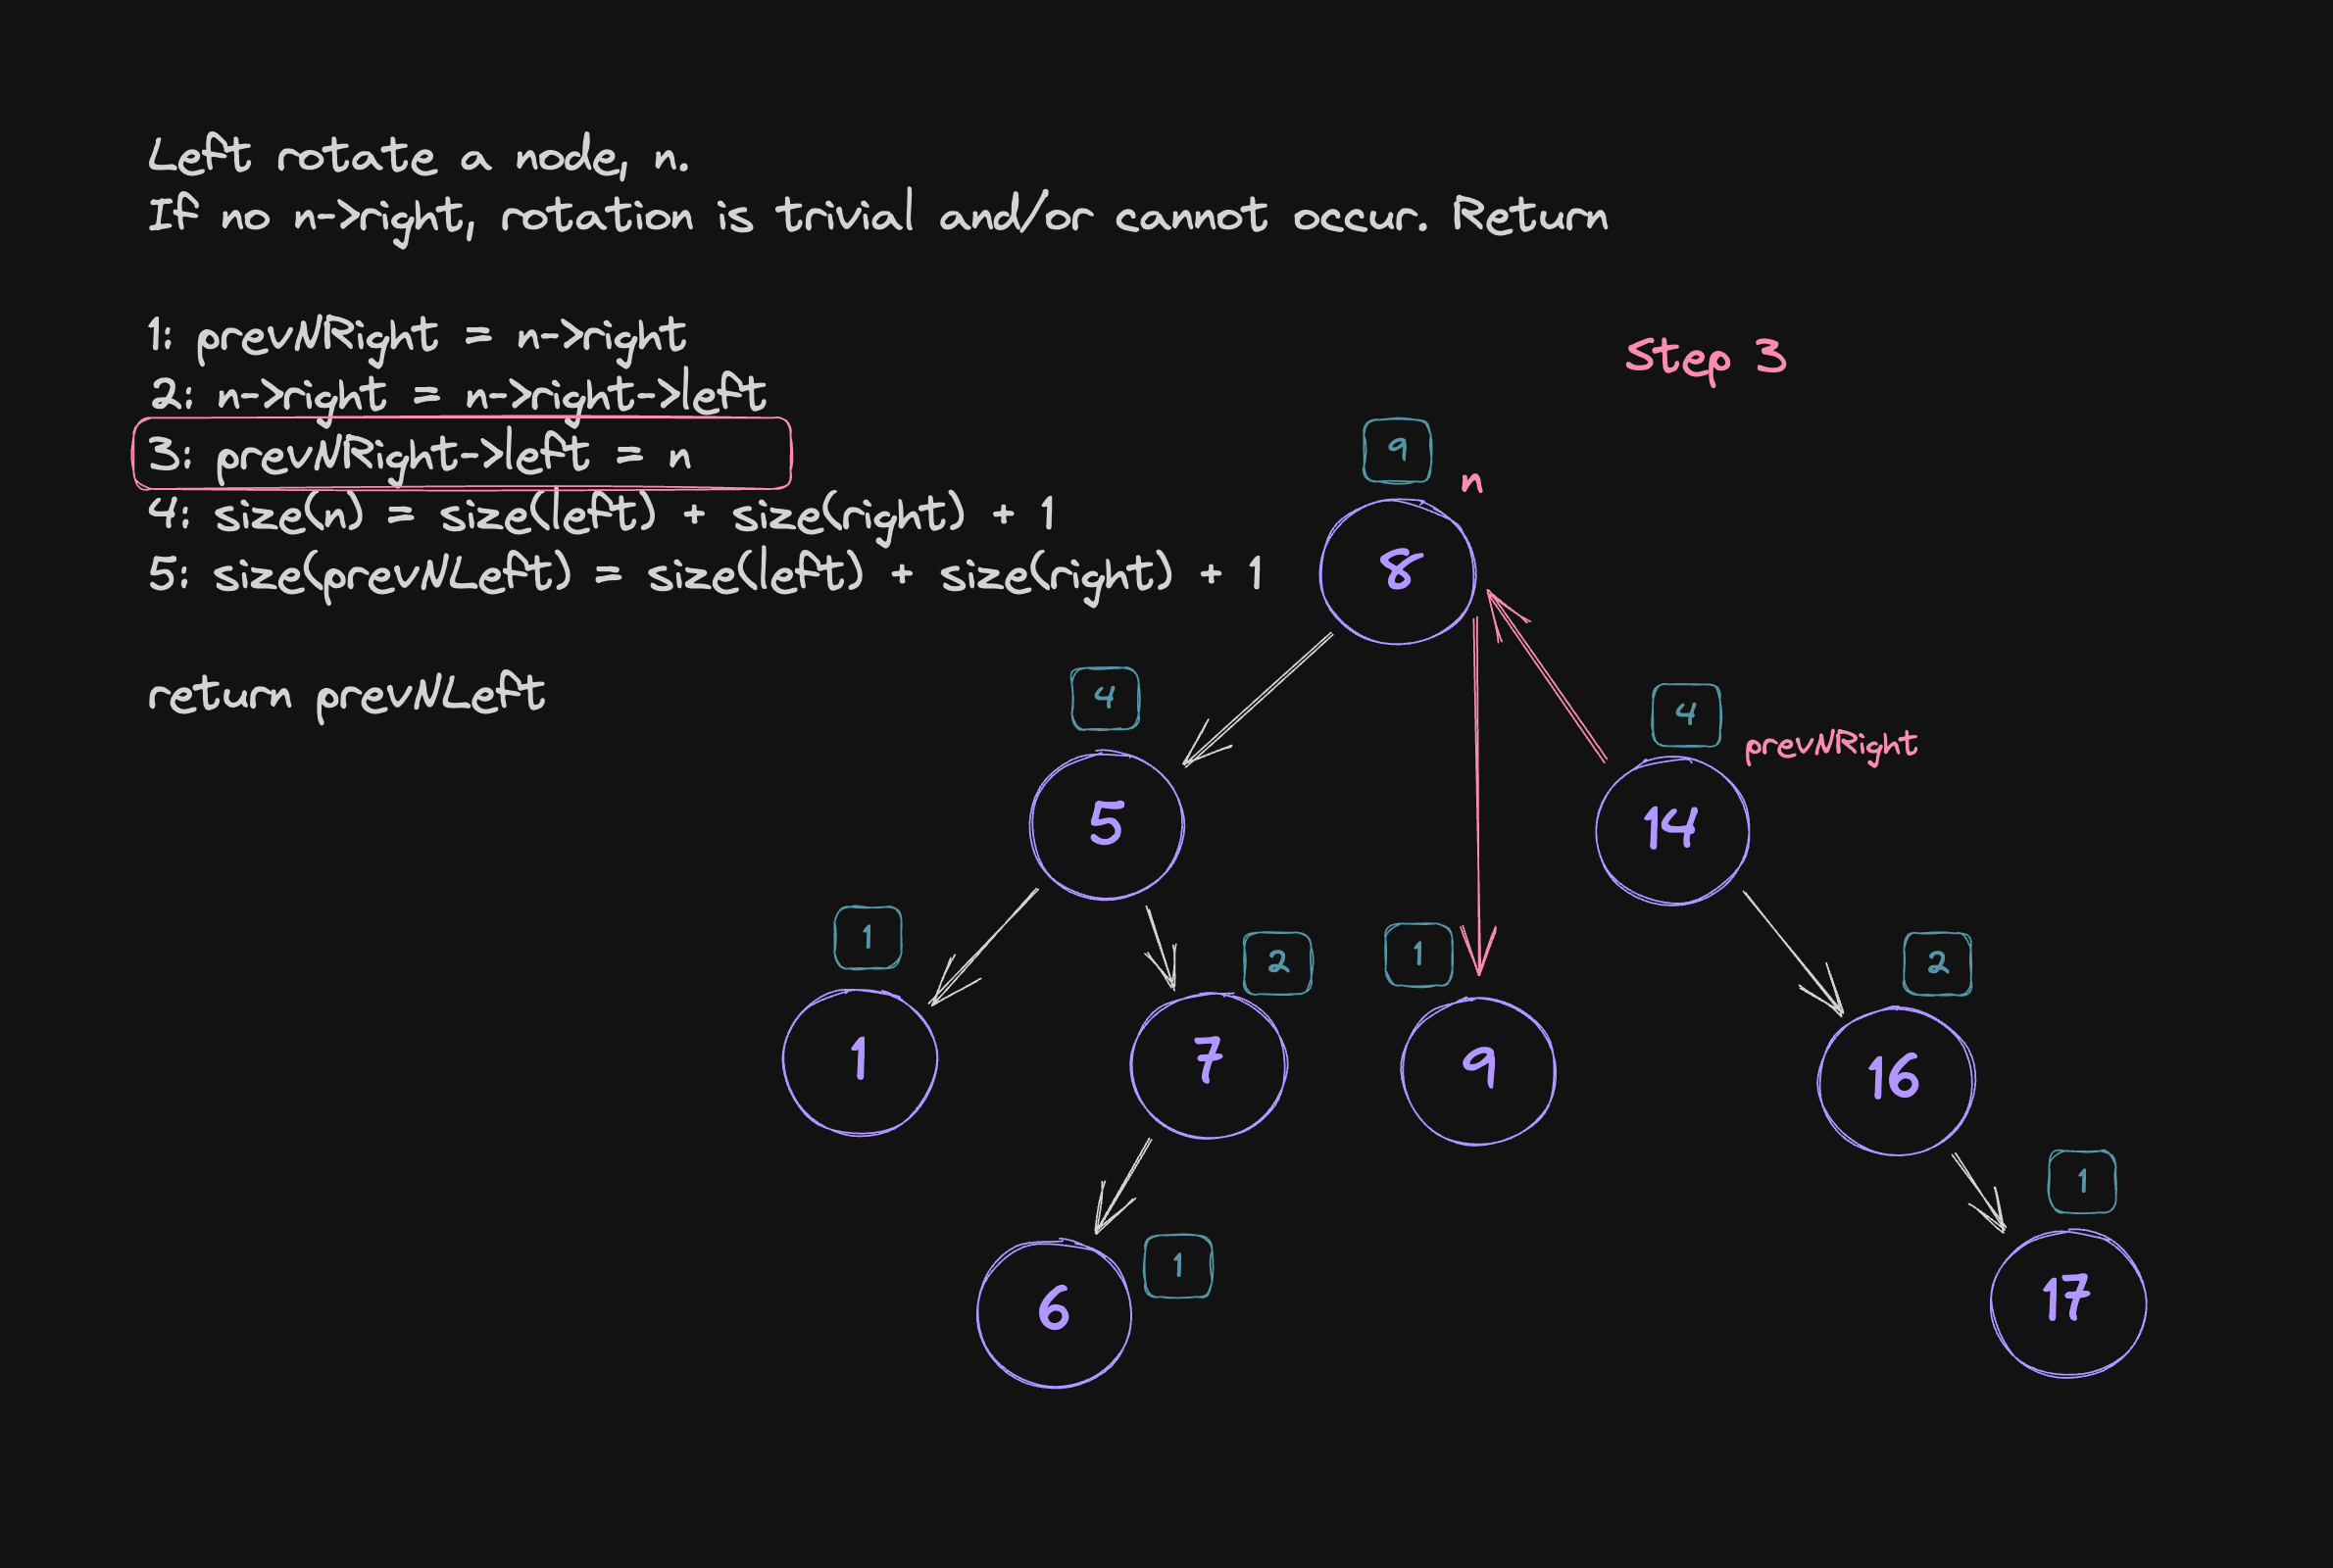 Left rotate a node, n.
If no n->right, rotation is trivial and/or cannot occur. Return
1: prevNRight = n->right
2: n->right = n->right->left
3: prevNRight->left = n
4: size(n) = size(left) + size(right) + 1
5: size(prevNLeft) = size(left) + size(right) + 1
return prevNLeft
Step 3
9
n
8
4
5
4
prevNRight
14
1
1
2
7
1
9
2
16
6
1
1
17